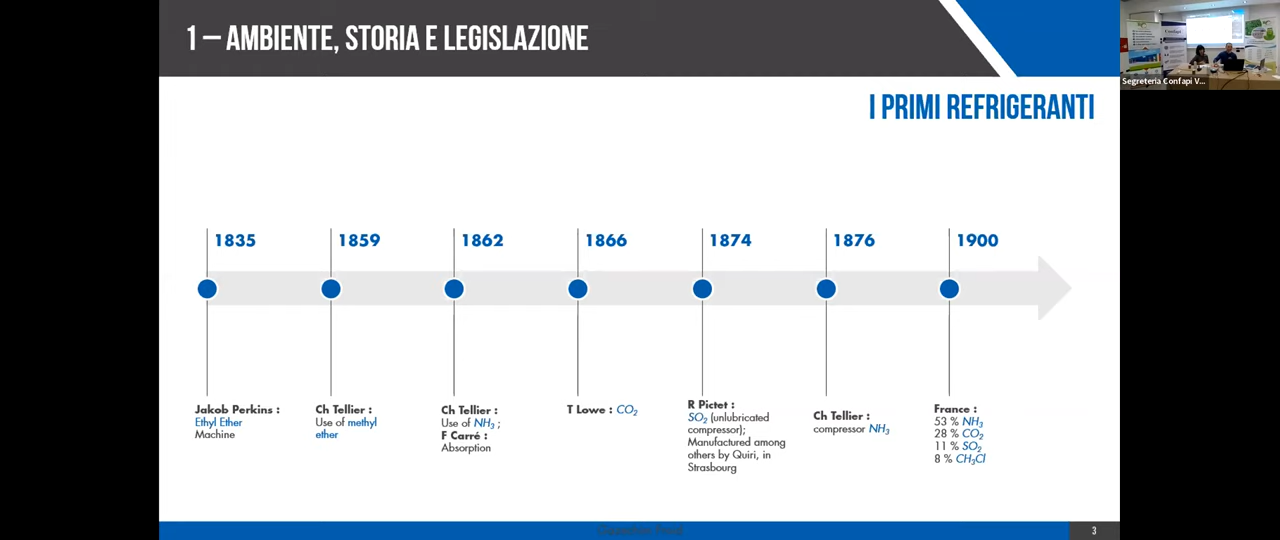 1 – AMBIENTE, STORIA E LEGISLAZIONE
Segreteria Confapi V...
I PRIMI REFRIGERANTI
1835
1859
1862
1866
1874
1876
1900
Jakob Perkins :
Ethyl Ether
Machine
Ch Tellier :
Use of methyl
ether
Ch Tellier :
Use of NH₃ ;
F Carré :
Absorption
T Lowe : CO₂
R Pictet :
SO₂ (unlubricated
compressor);
Manufactured among
others by Quiri, in
Strasbourg
Ch Tellier :
compressor NH₃
France :
53 % NH₃
28 % CO₂
11 % SO₂
8 % CH₃Cl
3